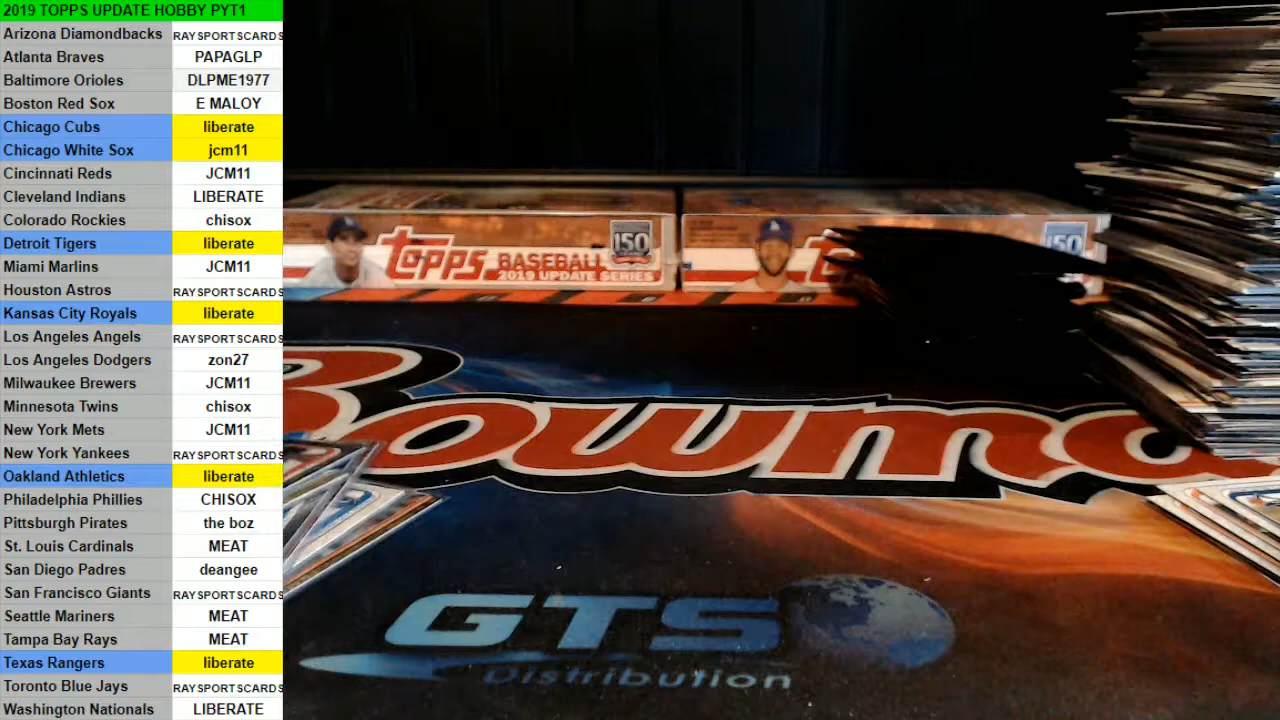 2019 TOPPS UPDATE HOBBY PYT1
Arizona Diamondbacks RAYSPORTSCARDS
Atlanta Braves PAPAGLP
Baltimore Orioles DLPME1977
Boston Red Sox E MALOY
Chicago Cubs liberate
Chicago White Sox jcm11
Cincinnati Reds JCM11
Cleveland Indians LIBERATE
Colorado Rockies chisox
Detroit Tigers liberate
Miami Marlins JCM11
Houston Astros RAYSPORTSCARDS
Kansas City Royals liberate
Los Angeles Angels RAYSPORTSCARDS
Los Angeles Dodgers zon27
Milwaukee Brewers JCM11
Minnesota Twins chisox
New York Mets JCM11
New York Yankees RAYSPORTSCARDS
Oakland Athletics liberate
Philadelphia Phillies CHISOX
Pittsburgh Pirates the boz
St. Louis Cardinals MEAT
San Diego Padres deangee
San Francisco Giants RAYSPORTSCARDS
Seattle Mariners MEAT
Tampa Bay Rays MEAT
Texas Rangers liberate
Toronto Blue Jays RAYSPORTSCARDS
Washington Nationals LIBERATE
Topps BASEBALL
2019 UPDATE SERIES
150
150
Bowma
GTS
Distribution